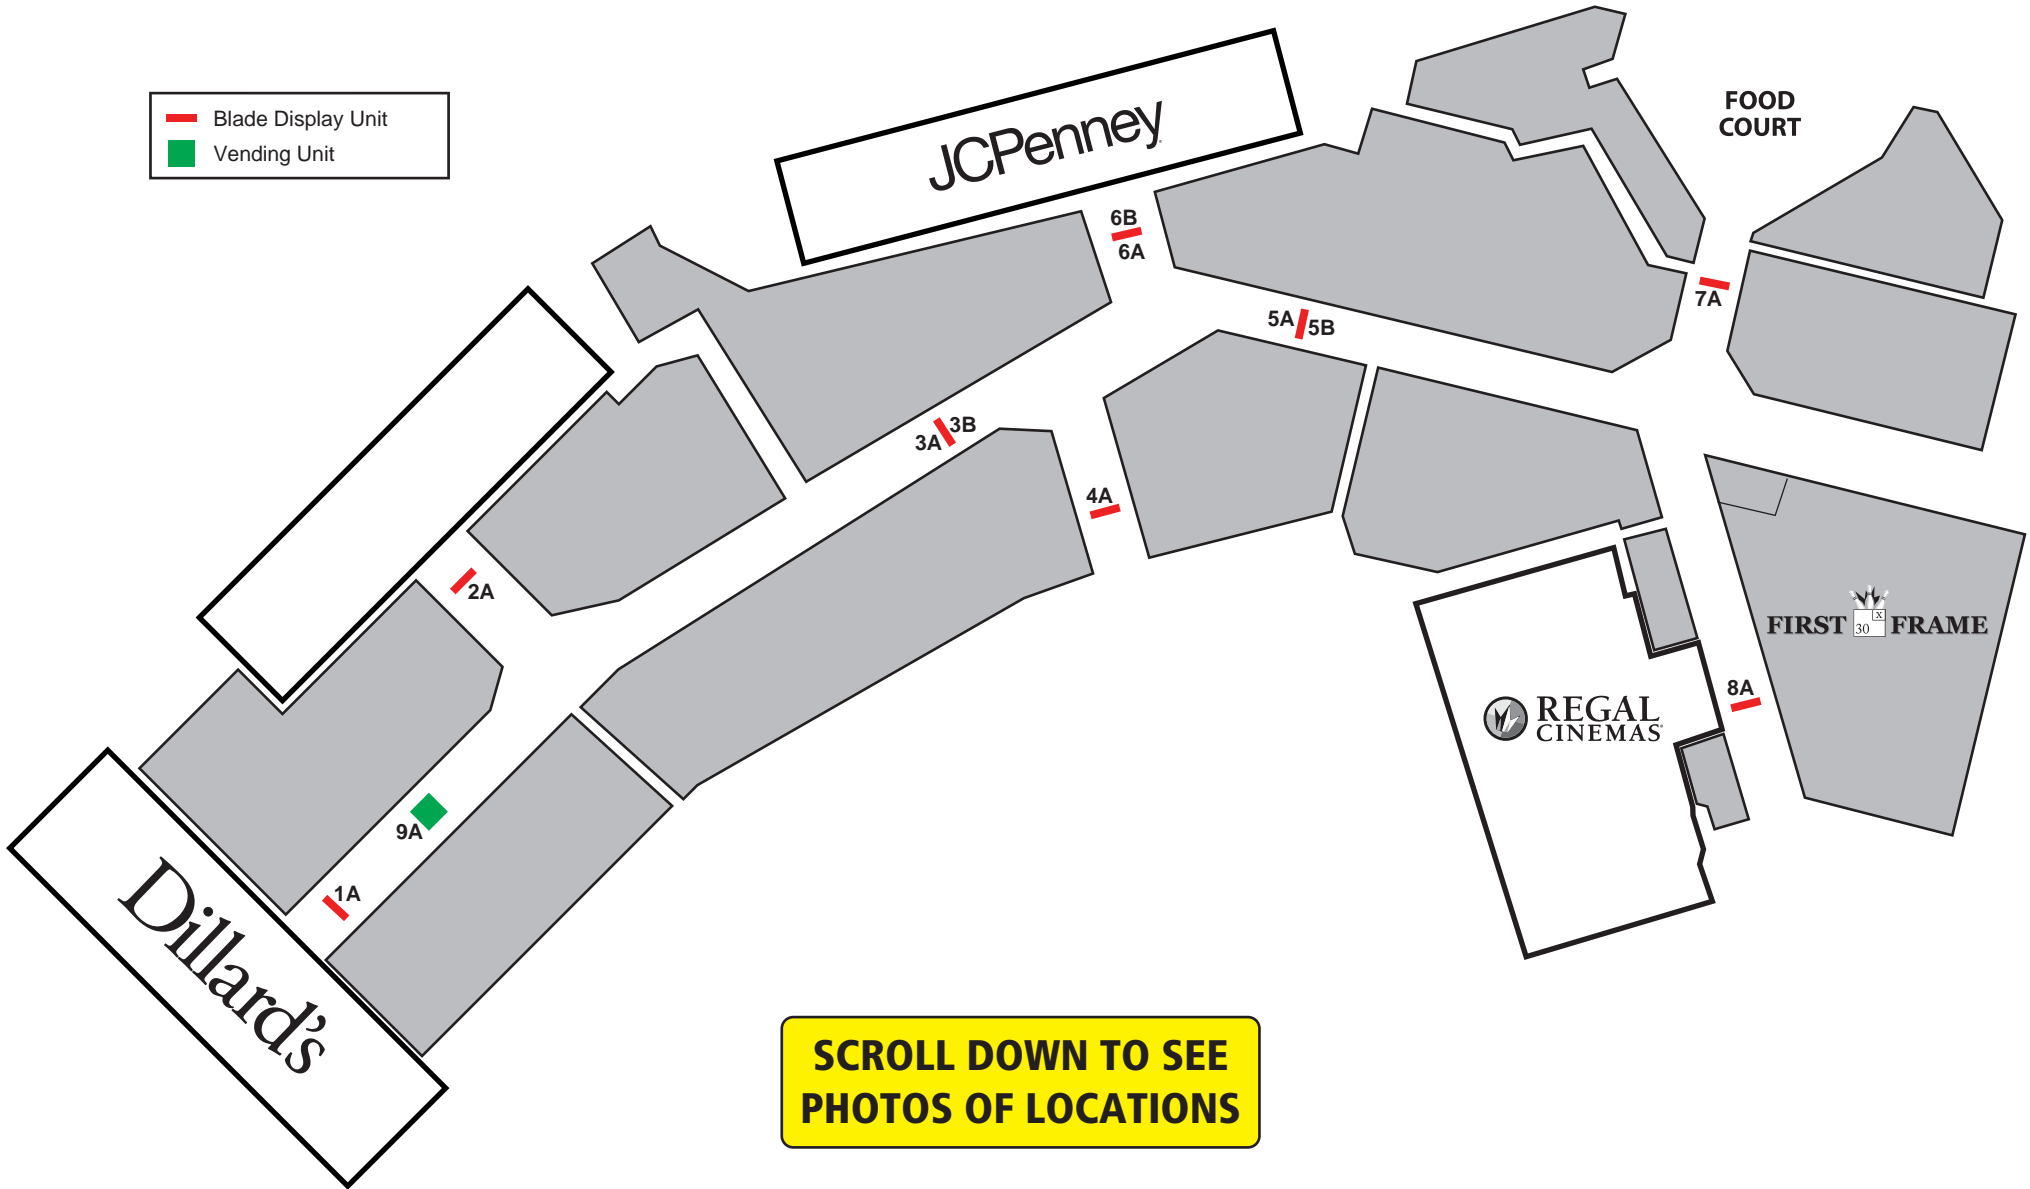 Blade Display Unit
Vending Unit
JCPenney
FOOD
COURT
6B
6A
7A
5A
5B
3A
3B
4A
2A
FIRST 30 x FRAME
8A
REGAL
CINEMAS
9A
1A
Dillard's
SCROLL DOWN TO SEE
PHOTOS OF LOCATIONS